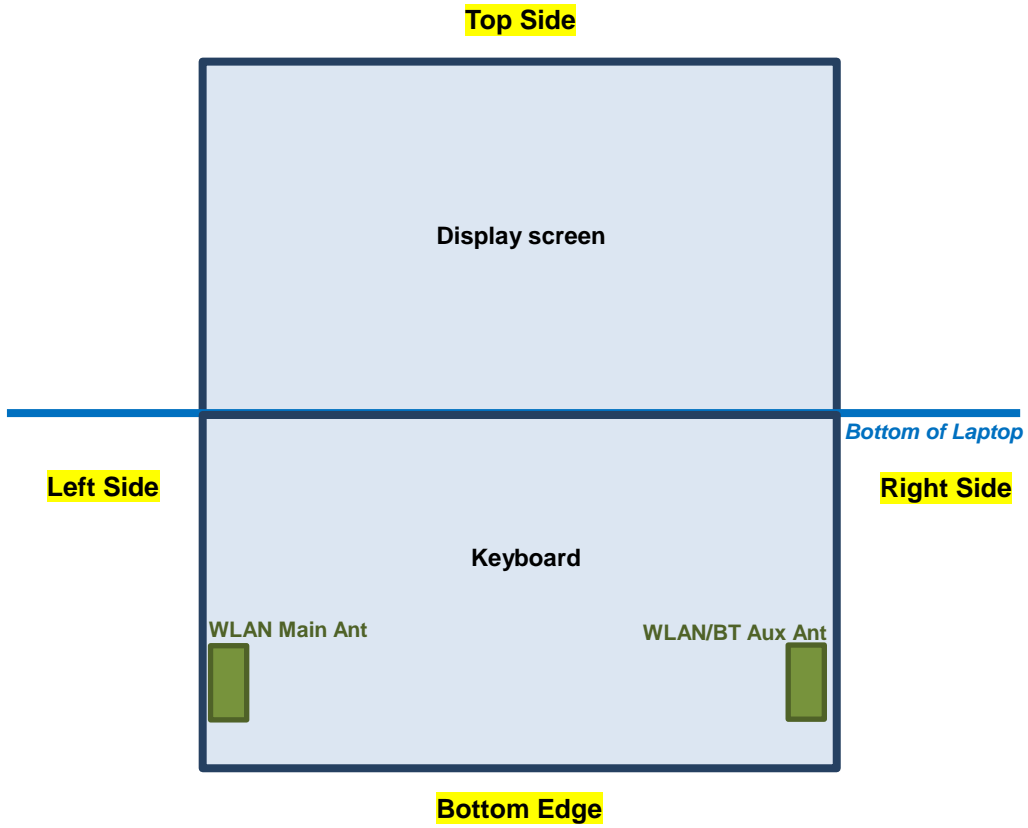 Top Side
Display screen
Bottom of Laptop
Left Side
Right Side
Keyboard
WLAN Main Ant
WLAN/BT Aux Ant
Bottom Edge